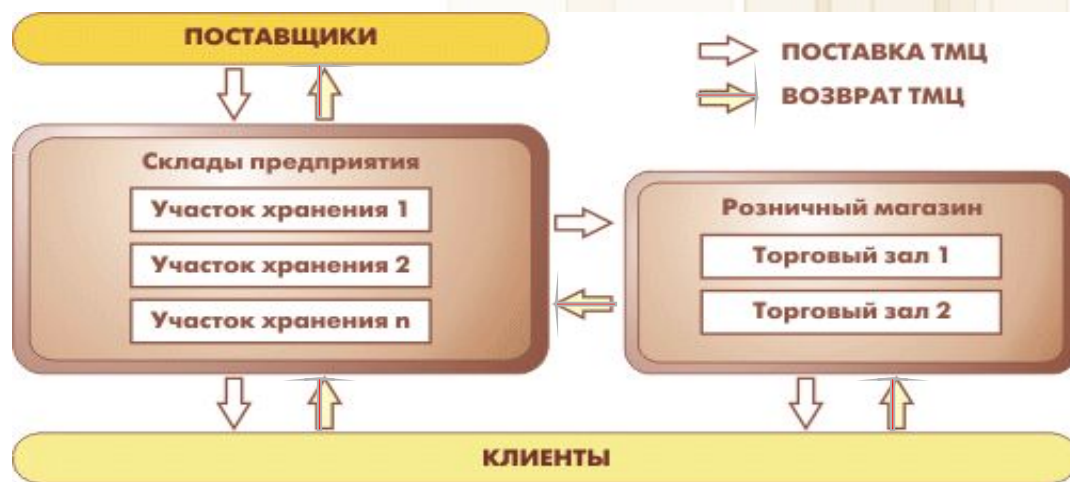 ПОСТАВЩИКИ
ПОСТАВКА ТМЦ
ВОЗВРАТ ТМЦ
Склады предприятия
Участок хранения 1
Участок хранения 2
Участок хранения n
Розничный магазин
Торговый зал 1
Торговый зал 2
КЛИЕНТЫ